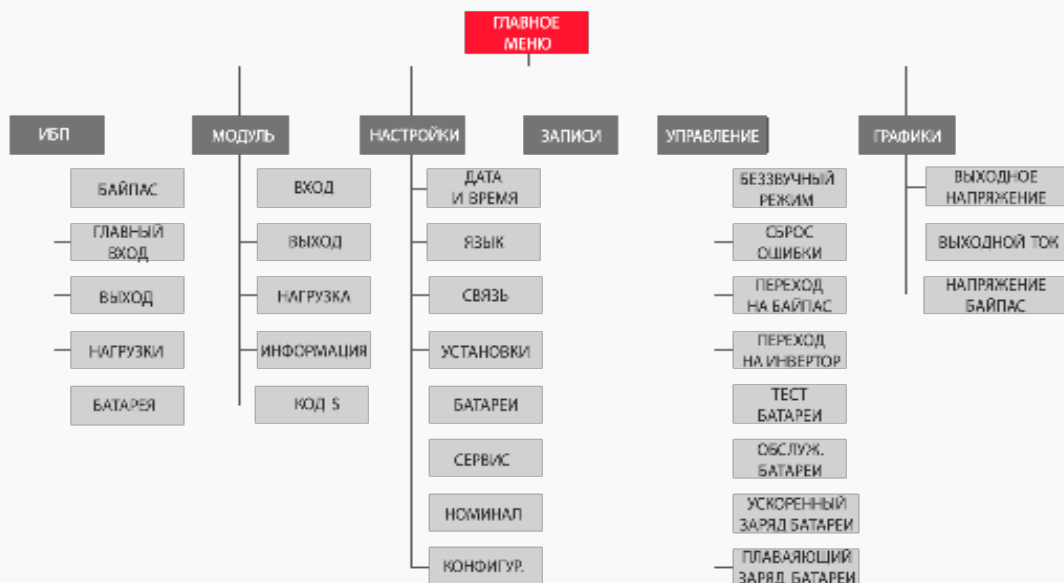 ГЛАВНОЕ
МЕНЮ
ИБП
МОДУЛЬ
НАСТРОЙКИ
ЗАПИСИ
УПРАВЛЕНИЕ
ГРАФИКИ
БАЙПАС
ГЛАВНЫЙ
ВХОД
ВЫХОД
НАГРУЗКИ
БАТАРЕЯ
ВХОД
ВЫХОД
НАГРУЗКА
ИНФОРМАЦИЯ
КОД S
ДАТА
И ВРЕМЯ
ЯЗЫК
СВЯЗЬ
УСТАНОВКИ
БАТАРЕИ
СЕРВИС
НОМИНАЛ
КОНФИГУР.
БЕЗЗВУЧНЫЙ
РЕЖИМ
СБРОС
ОШИБКИ
ПЕРЕХОД
НА БАЙПАС
ПЕРЕХОД
НА ИНВЕРТОР
ТЕСТ
БАТАРЕИ
ОБСЛУЖ.
БАТАРЕИ
УСКОРЕННЫЙ
ЗАРЯД БАТАРЕИ
ПЛАВАЯЮЩИЙ
ЗАРЯД БАТАРЕИ
ВЫХОДНОЕ
НАПРЯЖЕНИЕ
ВЫХОДНОЙ ТОК
НАПРЯЖЕНИЕ
БАЙПАС